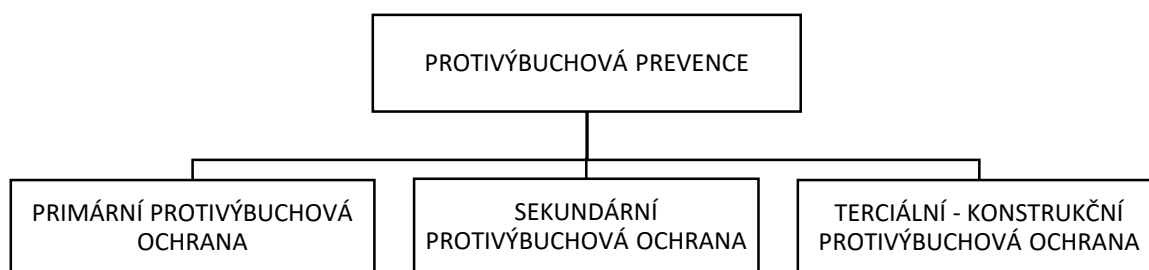 PROTIVÝBUCHOVÁ PREVENCE
PRIMÁRNÍ PROTIVÝBUCHOVÁ
OCHRANA
SEKUNDÁRNÍ
PROTIVÝBUCHOVÁ OCHRANA
TERCIÁLNÍ - KONSTRUKČNÍ
PROTIVÝBUCHOVÁ OCHRANA